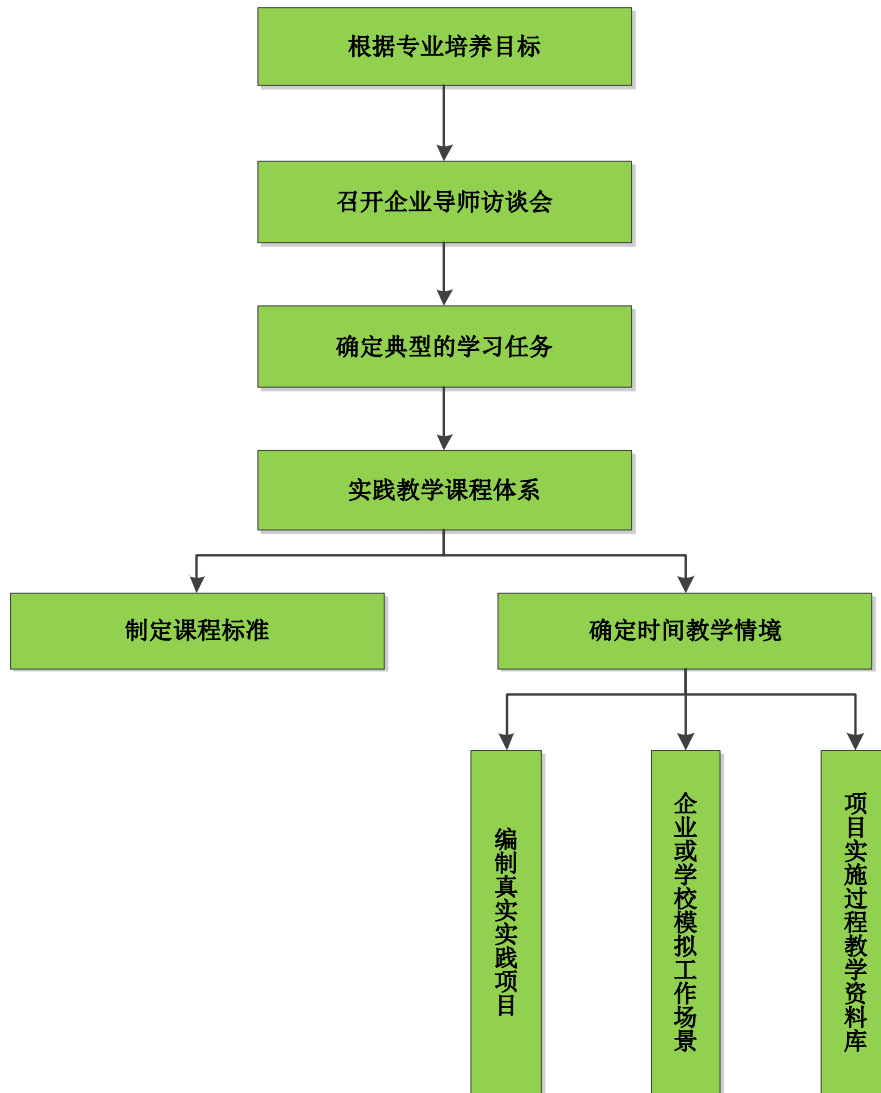 根据专业培养目标
召开企业导师访谈会
确定典型的学习任务
实践教学课程体系
制定课程标准
确定时间教学情境
编制真实实践项目
企业或学校模拟工作场景
项目实施过程教学资料库